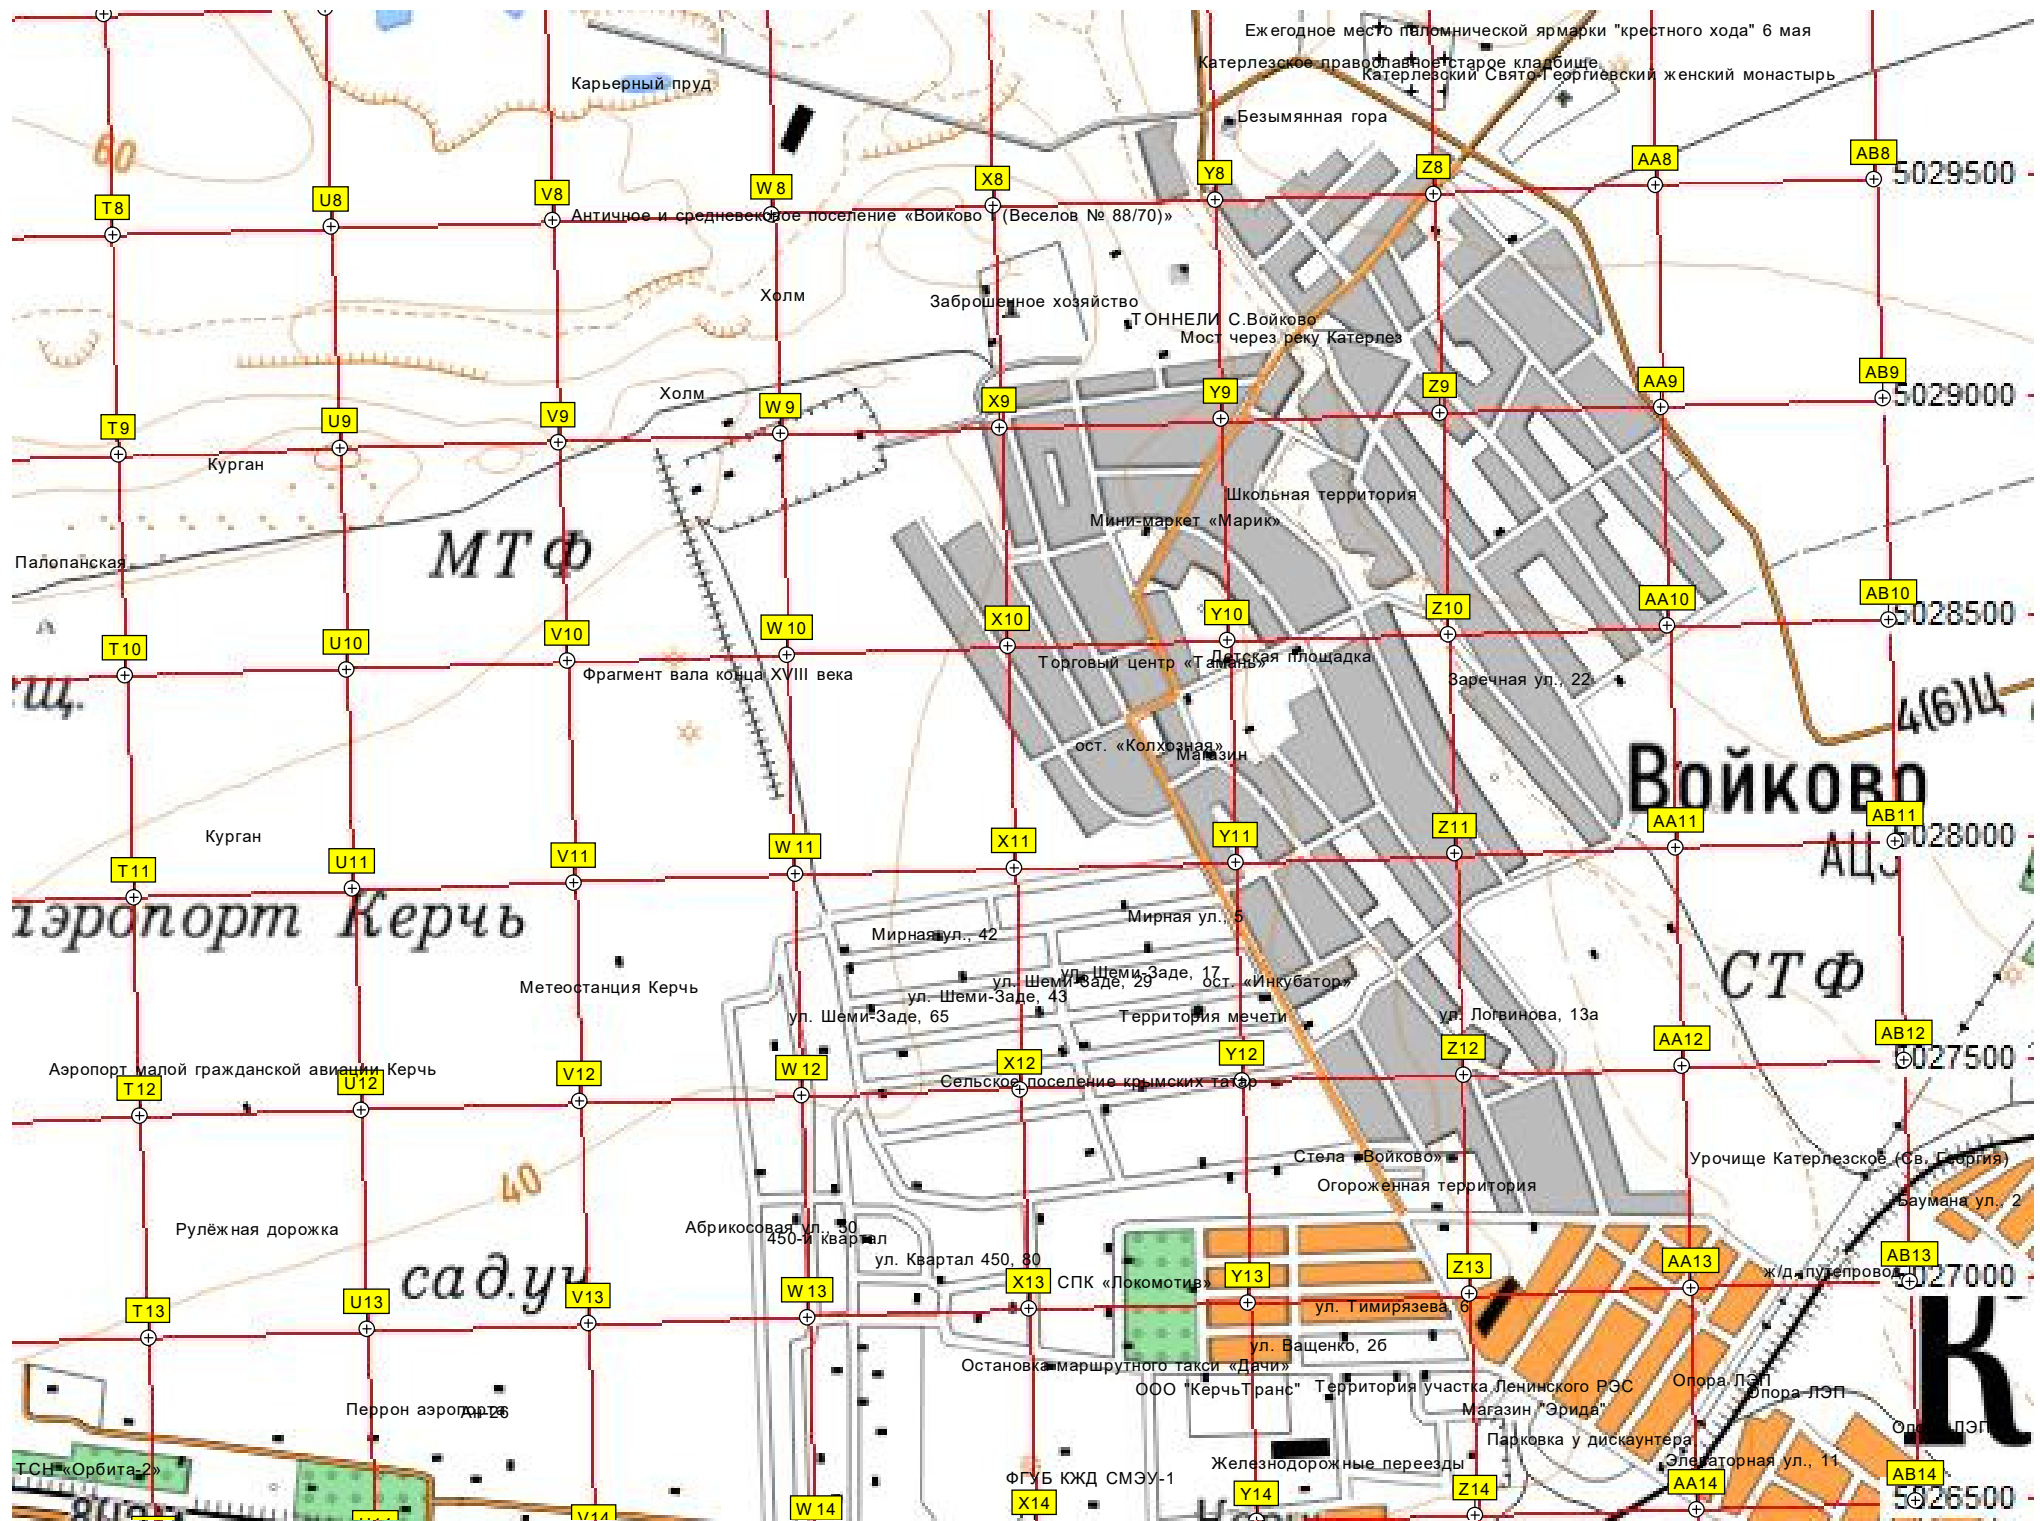 Ежегодное место паломнической ярмарки "крестного хода" 6 мая
Катерлезское православное старое кладбище
Катерлезский Свято-Георгиевский женский монастырь
Карьерный пруд
Безымянная гора
60
T8 U8 V8 W8 X8 Y8 Z8 AA8 AB8
5029500
Античное и средневековое поселение «Войково I (Веселов № 88/70)»
Холм
Заброшенное хозяйство
ТОННЕЛИ С.Войково
Мост через реку Катерлез
Холм
T9 U9 V9 W9 X9 Y9 Z9 AA9 AB9
5029000
Курган
Школьная территория
Мини-маркет «Марик»
МТФ
Палопанская
T10 U10 V10 W10 X10 Y10 Z10 AA10 AB10
5028500
Торговый центр «Тамань»
Детская площадка
Фрагмент вала конца XVIII века
Заречная ул., 22
4(6)Ц
ост. «Колхозная»
Магазин
Войково
Курган
T11 U11 V11 W11 X11 Y11 Z11 AA11 AB11
5028000
аэропорт Керчь
Мирная ул., 5
Мирная ул., 42
СТФ
ул. Шеми-Заде, 17
ул. Шеми-Заде, 29
ост. «Инкубатор»
Метеостанция Керчь
ул. Шеми-Заде, 43
ул. Шеми-Заде, 65
Территория мечети
ул. Логвинова, 13а
Аэропорт малой гражданской авиации Керчь
T12 U12 V12 W12 X12 Y12 Z12 AA12 AB12
5027500
Сельское поселение крымских татар
Стела «Войково»
Урочище Катерлезское (Св. Георгия)
40
Огороженная территория
Баумана ул., 2
Рулёжная дорожка
Абрикосовая ул., 50
450-й квартал
ул. Квартал 450, 80
сад.уч
СПК «Локомотив»
ж/д. путепровод
T13 U13 V13 W13 X13 Y13 Z13 AA13 AB13
5027000
ул. Тимирязева, 6
ул. Ващенко, 2б
Остановка маршрутного такси «Дачи»
ООО "КерчьТранс"
Территория участка Ленинского РЭС
Опора ЛЭП
Опора ЛЭП
Перрон аэропорта
Ан-26
Магазин "Эрида"
Опора ЛЭП
К
Парковка у дискаунтера
ТСН «Орбита-2»
ФГУБ КЖД СМЭУ-1
Железнодорожные переезды
Элеваторная ул., 11
V14 W14 X14 Y14 Z14 AA14 AB14
5026500